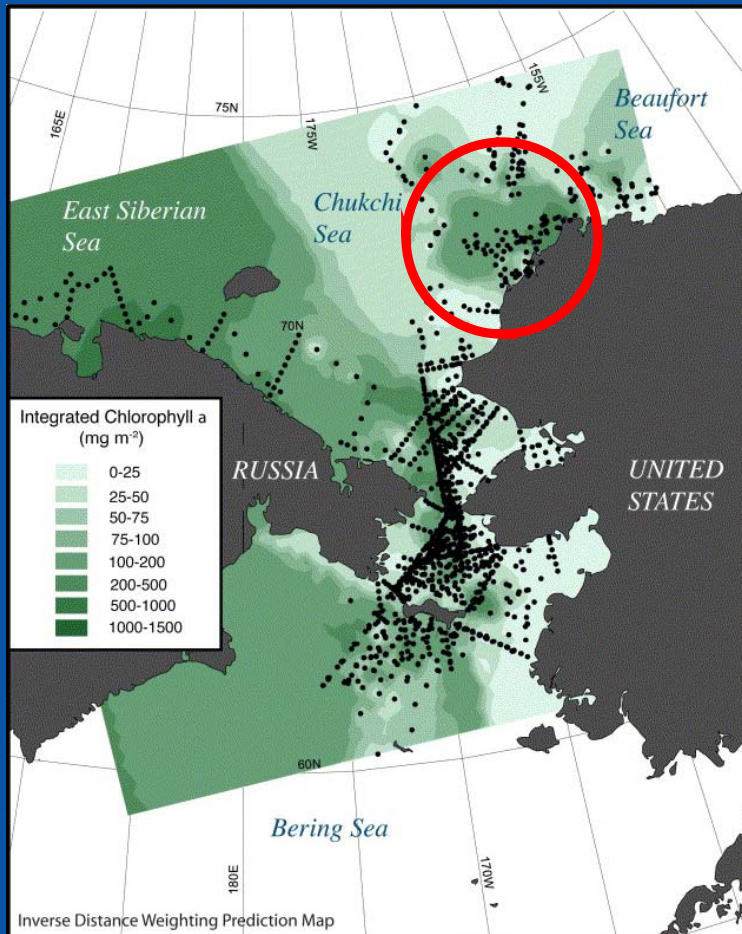 155W
Beaufort
Sea
75N
165E
175W
East Siberian
Sea
Chukchi
Sea
70N
Integrated Chlorophyll a
(mg m-2)
0-25
25-50
50-75
75-100
100-200
200-500
500-1000
1000-1500
RUSSIA
UNITED
STATES
60N
Bering Sea
180E
170W
Inverse Distance Weighting Prediction Map